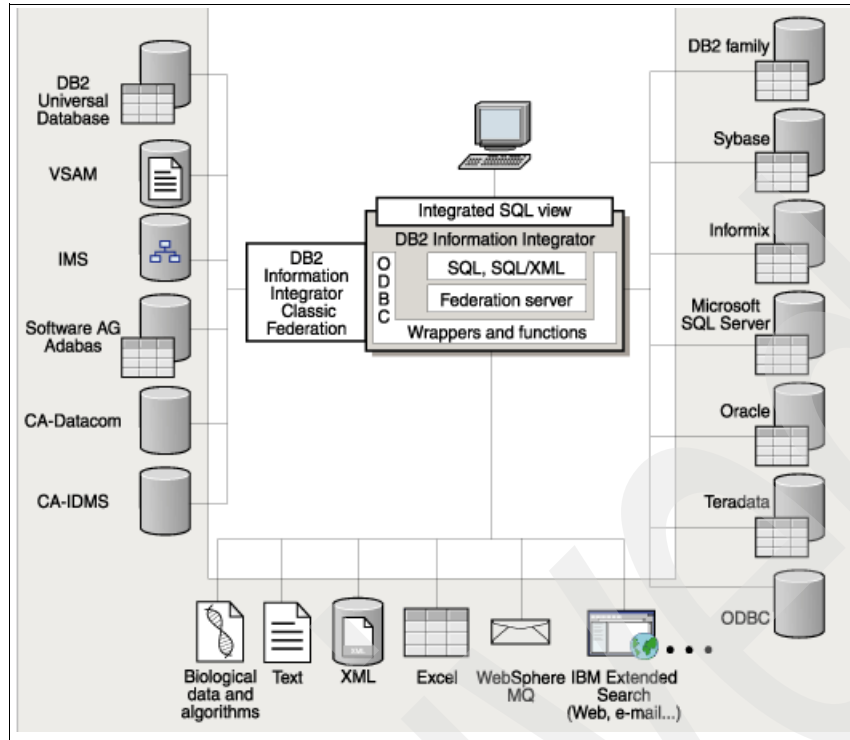 DB2
Universal
Database
VSAM
IMS
Software AG
Adabas
CA-Datacom
CA-IDMS
Integrated SQL view
DB2 Information Integrator
DB2
Information
Integrator
Classic
Federation
O
D
B
C
SQL, SQL/XML
Federation server
Wrappers and functions
DB2 family
Sybase
Informix
Microsoft
SQL Server
Oracle
Teradata
ODBC
Biological
data and
algorithms
Text
XML
XML
Excel
WebSphere
MQ
IBM Extended
Search
(Web, e-mail...)